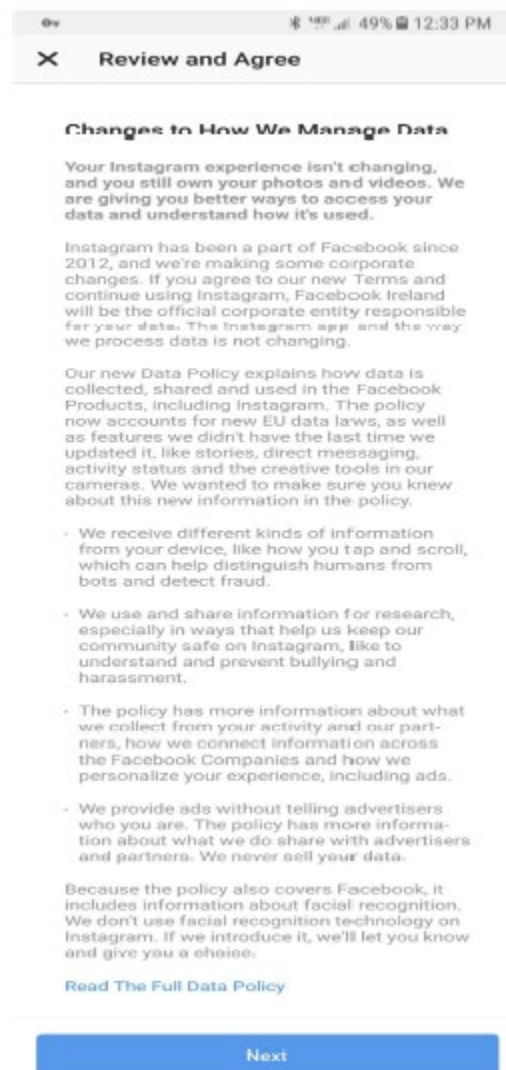 49% 12:33 PM
Review and Agree
Changes to How We Manage Data
Your Instagram experience isn't changing,
and you still own your photos and videos. We
are giving you better ways to access your
data and understand how it's used.
Instagram has been a part of Facebook since
2012, and we're making some corporate
changes. If you agree to our new Terms and
continue using Instagram, Facebook Ireland
will be the official corporate entity responsible
for your data. The Instagram app and the way
we process data is not changing.
Our new Data Policy explains how data is
collected, shared and used in the Facebook
Products, including Instagram. The policy
now accounts for new EU data laws, as well
as features we didn't have the last time we
updated it, like stories, direct messaging,
activity status and the creative tools in our
cameras. We wanted to make sure you knew
about this new information in the policy.
- We receive different kinds of information
from your device, like how you tap and scroll,
which can help distinguish humans from
bots and detect fraud.
- We use and share information for research,
especially in ways that help us keep our
community safe on Instagram, like to
understand and prevent bullying and
harassment.
- The policy has more information about what
we collect from your activity and our part-
ners, how we connect information across
the Facebook Companies and how we
personalize your experience, including ads.
- We provide ads without telling advertisers
who you are. The policy has more informa-
tion about what we do share with advertisers
and partners. We never sell your data.
Because the policy also covers Facebook, it
includes information about facial recognition.
We don't use facial recognition technology on
Instagram. If we introduce it, we'll let you know
and give you a choice.
Read The Full Data Policy
Next